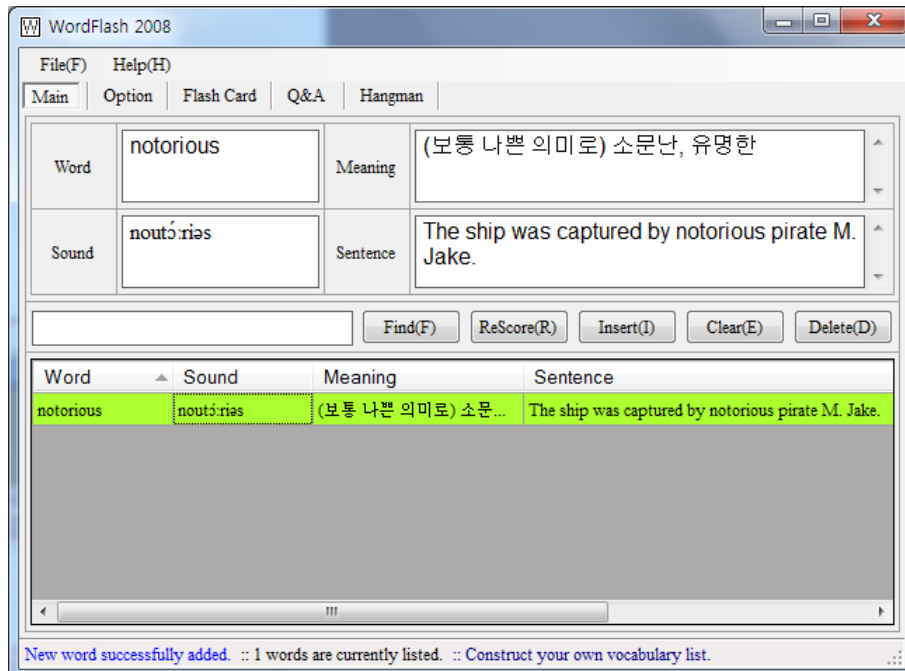 WordFlash 2008
File(F) Help(H)
Main Option Flash Card Q&A Hangman
Word notorious Meaning (보통 나쁜 의미로) 소문난, 유명한
Sound noutɔ́ːriəs Sentence The ship was captured by notorious pirate M.
Jake.
Find(F) ReScore(R) Insert(I) Clear(E) Delete(D)
Word Sound Meaning Sentence
notorious noutɔ́ːriəs (보통 나쁜 의미로) 소문... The ship was captured by notorious pirate M. Jake.
New word successfully added. :: 1 words are currently listed. :: Construct your own vocabulary list.